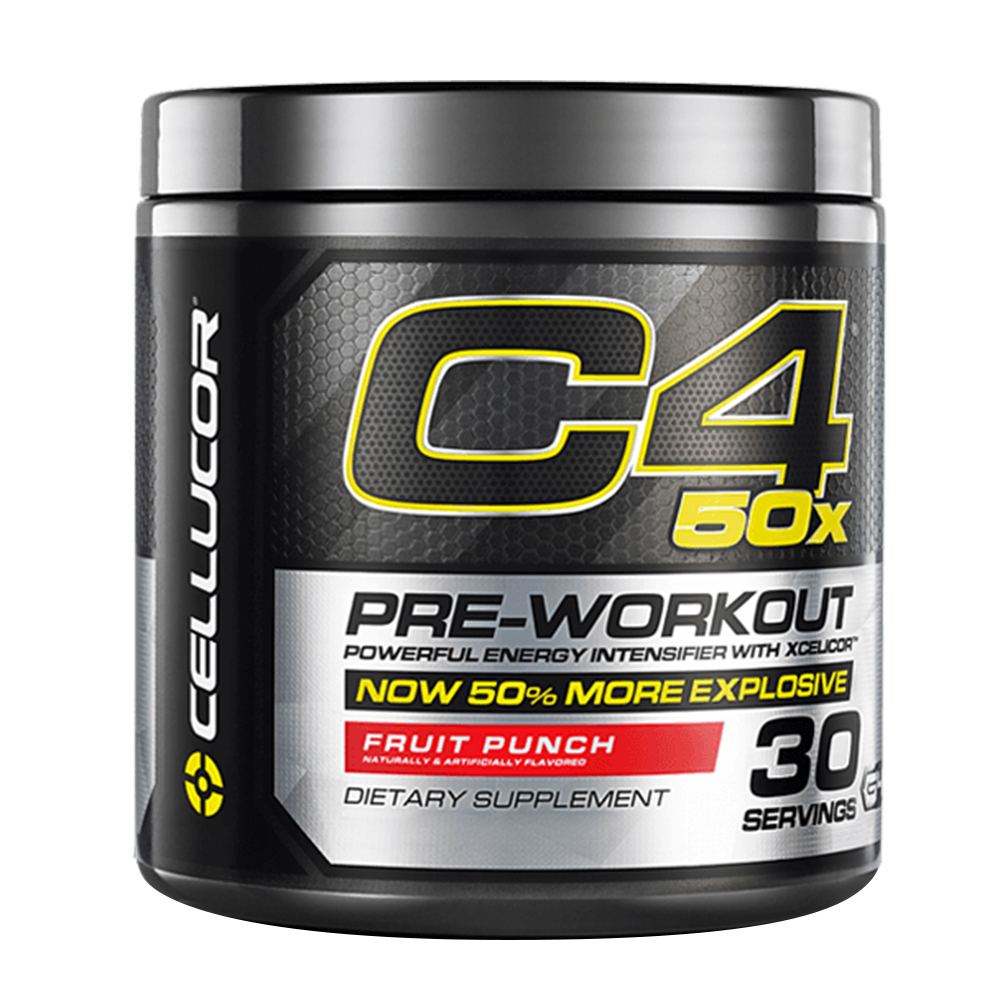 CELLUCOR®
C4
50x
PRE-WORKOUT
POWERFUL ENERGY INTENSIFIER WITH XCELICOR™
NOW 50% MORE EXPLOSIVE
FRUIT PUNCH
NATURALLY & ARTIFICIALLY FLAVORED
DIETARY SUPPLEMENT
30
SERVINGS